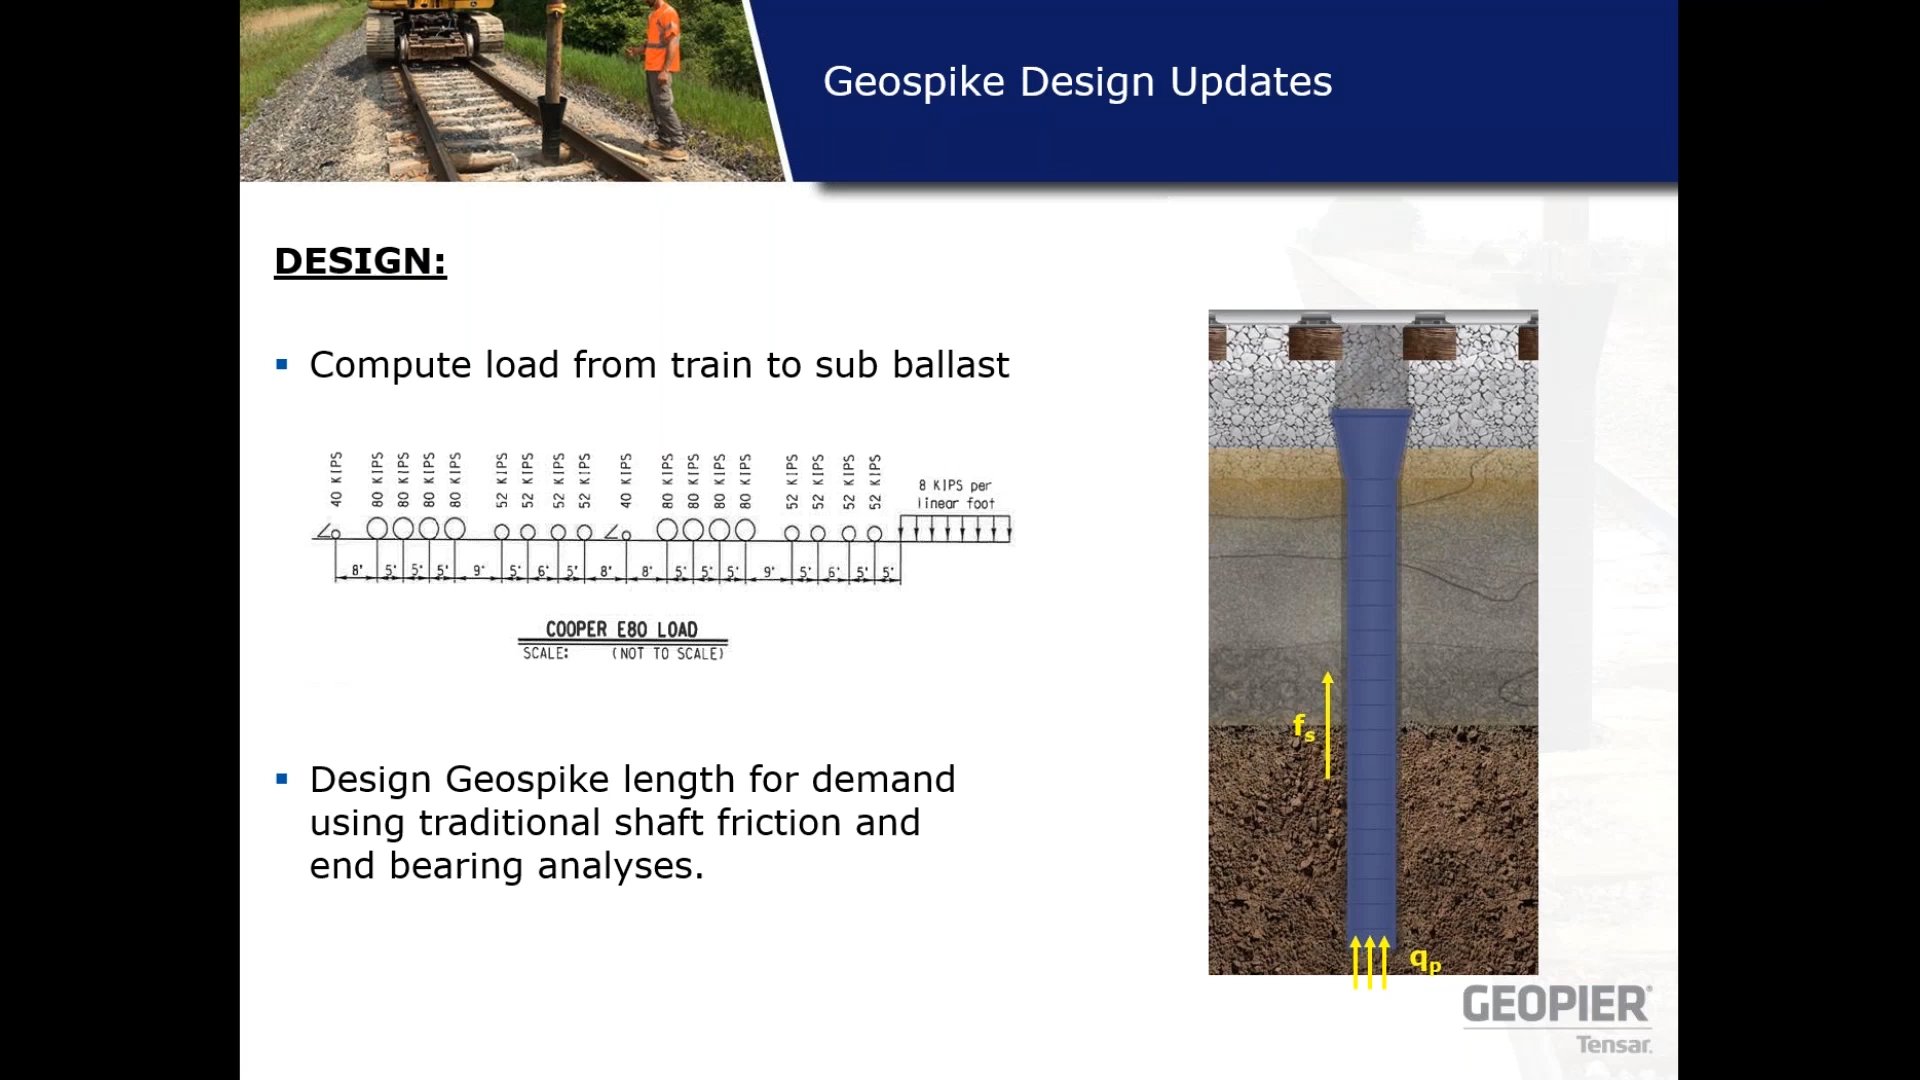 Geospike Design Updates
DESIGN:
▪ Compute load from train to sub ballast
40 KIPS 80 KIPS 80 KIPS 80 KIPS 80 KIPS 52 KIPS 52 KIPS 52 KIPS 52 KIPS 40 KIPS 80 KIPS 80 KIPS 80 KIPS 80 KIPS 52 KIPS 52 KIPS 52 KIPS 52 KIPS
8 KIPS per
linear foot
8' 5' 5' 5' 9' 5' 6' 5' 8' 8' 5' 5' 5' 9' 5' 6' 5' 5'
COOPER E80 LOAD
SCALE: (NOT TO SCALE)
▪ Design Geospike length for demand
using traditional shaft friction and
end bearing analyses.
fs
qp
GEOPIER®
Tensar.